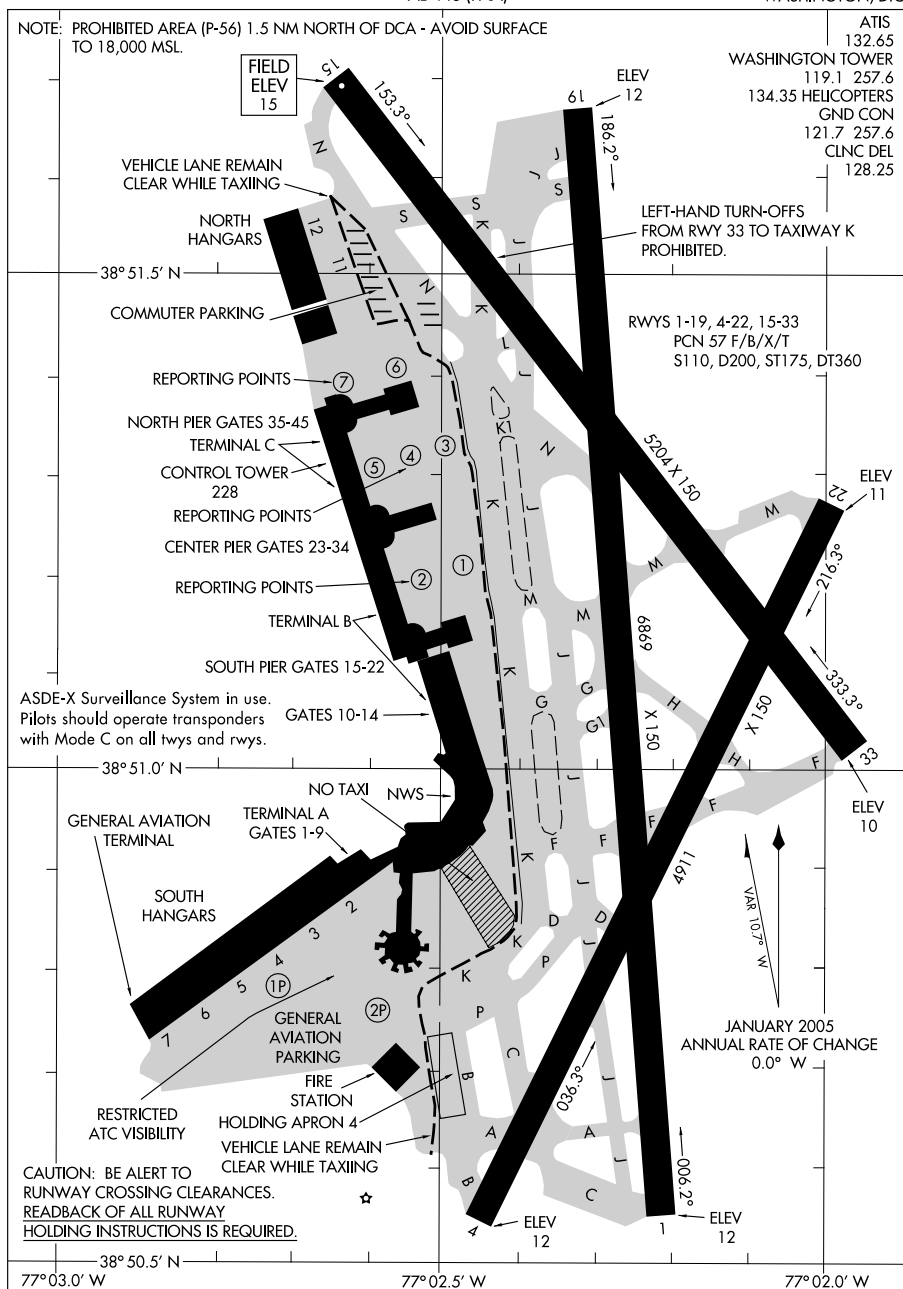 WASHINGTON, D.C.
NOTE: PROHIBITED AREA (P-56) 1.5 NM NORTH OF DCA - AVOID SURFACE
TO 18,000 MSL.
ATIS
132.65
WASHINGTON TOWER
119.1 257.6
134.35 HELICOPTERS
GND CON
121.7 257.6
CLNC DEL
128.25
FIELD
ELEV
15
15
153.3°
ELEV
12
19
186.2°
N
J
J
S
VEHICLE LANE REMAIN
CLEAR WHILE TAXIING
NORTH
HANGARS
12
11
S
S
K
J
LEFT-HAND TURN-OFFS
FROM RWY 33 TO TAXIWAY K
PROHIBITED.
38°51.5' N
N
K
COMMUTER PARKING
L
J
RWYS 1-19, 4-22, 15-33
PCN 57 F/B/X/T
S110, D200, ST175, DT360
REPORTING POINTS
7
6
NORTH PIER GATES 35-45
TERMINAL C
CONTROL TOWER
228
REPORTING POINTS
5
4
3
K
N
5204 X 150
ELEV
11
22
K
J
M
CENTER PIER GATES 23-34
REPORTING POINTS
2
1
M
216.3°
M
M
TERMINAL B
6869
X 150
SOUTH PIER GATES 15-22
K
J
G
G
G1
H
X 150
333.3°
ASDE-X Surveillance System in use.
Pilots should operate transponders
with Mode C on all twys and rwys.
GATES 10-14
33
38°51.0' N
J
H
F
NO TAXI
NWS
TERMINAL A
GATES 1-9
GENERAL AVIATION
TERMINAL
F
F
F
F
K
ELEV
10
4911
SOUTH
HANGARS
J
VAR 10.7° W
2
3
4
5
6
7
D
D
K
J
P
K
1P
2P
P
GENERAL
AVIATION
PARKING
C
B
J
036.3°
JANUARY 2005
ANNUAL RATE OF CHANGE
0.0° W
FIRE
STATION
RESTRICTED
ATC VISIBILITY
HOLDING APRON 4
A
A
VEHICLE LANE REMAIN
CLEAR WHILE TAXIING
J
B
C
006.2°
CAUTION: BE ALERT TO
RUNWAY CROSSING CLEARANCES.
READBACK OF ALL RUNWAY
HOLDING INSTRUCTIONS IS REQUIRED.
4
ELEV
12
1
ELEV
12
38°50.5' N
77°03.0' W
77°02.5' W
77°02.0' W